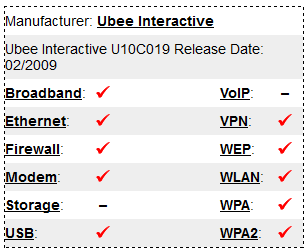 Manufacturer: Ubee Interactive
Ubee Interactive U10C019 Release Date:
02/2009
Broadband: ✓ VoIP: –
Ethernet: ✓ VPN: ✓
Firewall: ✓ WEP: ✓
Modem: ✓ WLAN: ✓
Storage: – WPA: ✓
USB: ✓ WPA2: ✓